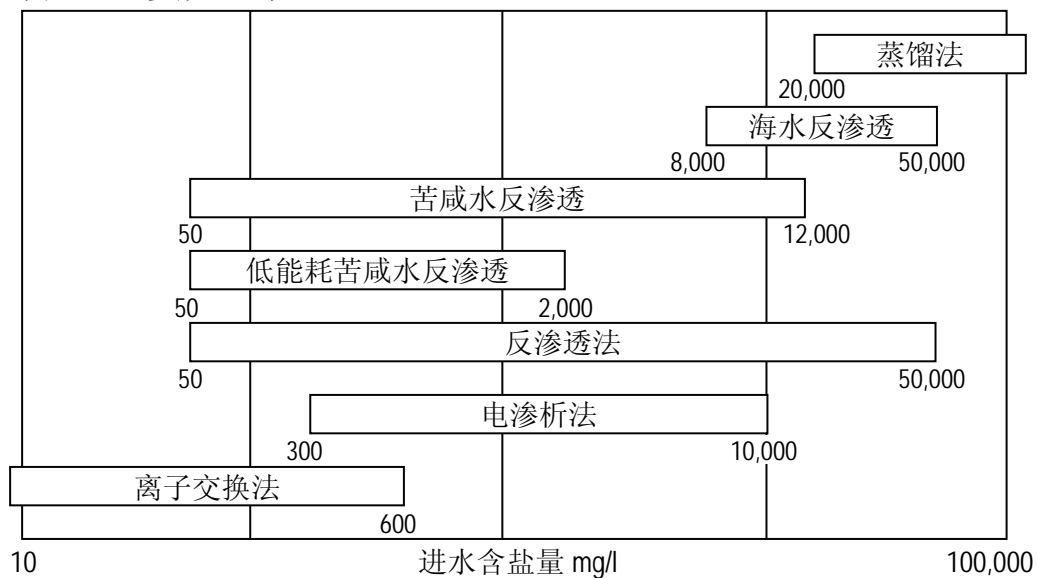 蒸馏法
20,000
海水反渗透
8,000 50,000
苦咸水反渗透
50 12,000
低能耗苦咸水反渗透
50 2,000
反渗透法
50 50,000
电渗析法
300 10,000
离子交换法
600
10 进水含盐量 mg/l 100,000